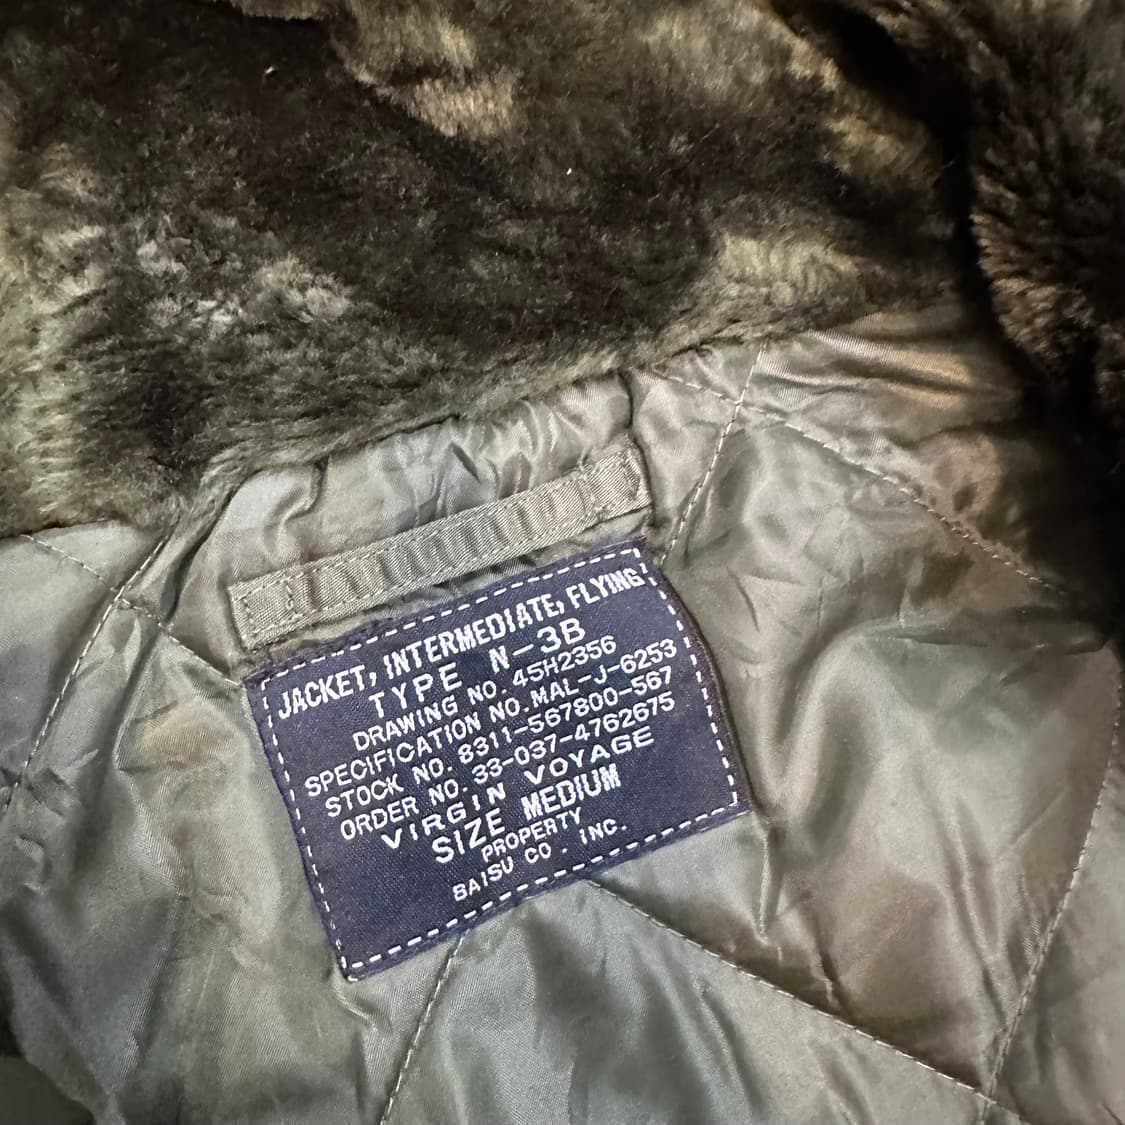 JACKET, INTERMEDIATE, FLYING
TYPE N-3B
DRAWING NO. 45H2356
SPECIFICATION NO. MAL-J-6253
STOCK NO. 8311-567800-567
ORDER NO. 33-037-4762675
VIRGIN VOYAGE
SIZE MEDIUM
PROPERTY
BAISU CO. INC.